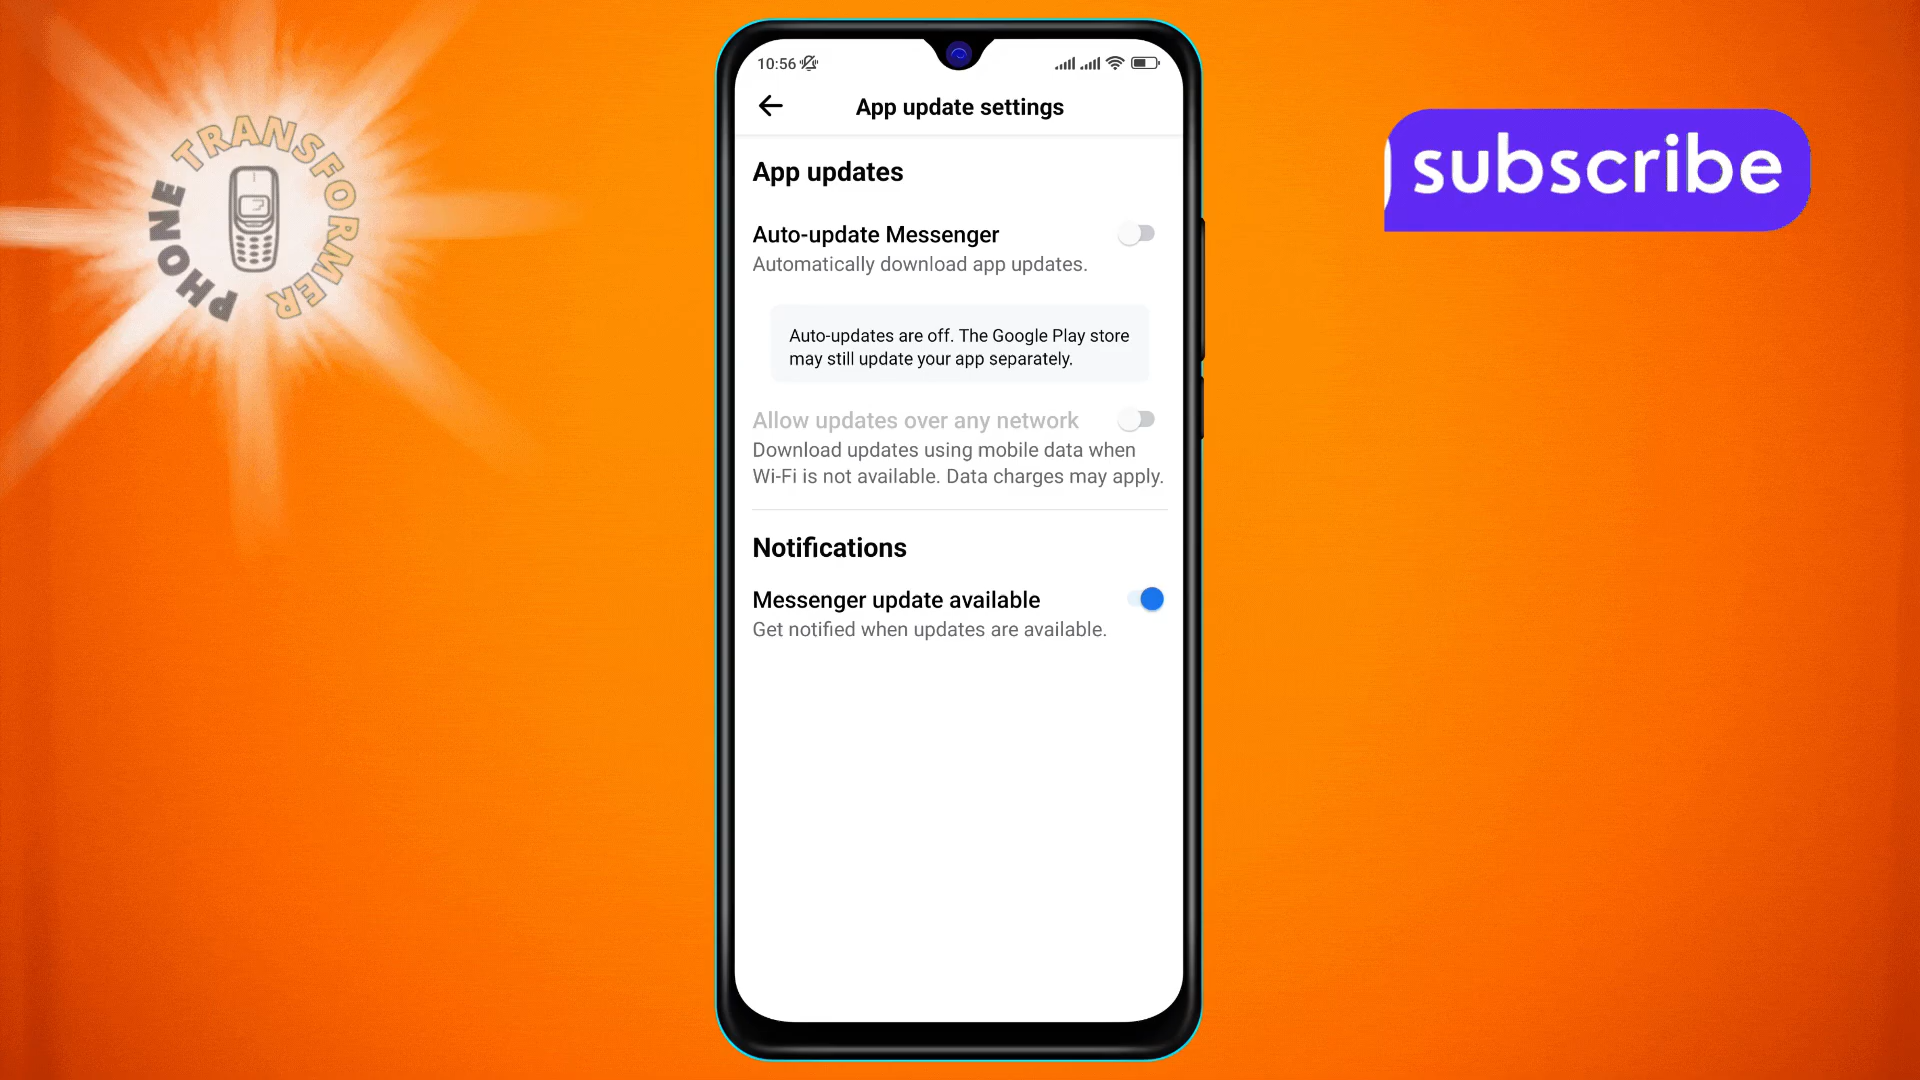 PHONE TRANSFORMER
subscribe
10:56
App update settings
App updates
Auto-update Messenger
Automatically download app updates.
Auto-updates are off. The Google Play store
may still update your app separately.
Allow updates over any network
Download updates using mobile data when
Wi-Fi is not available. Data charges may apply.
Notifications
Messenger update available
Get notified when updates are available.